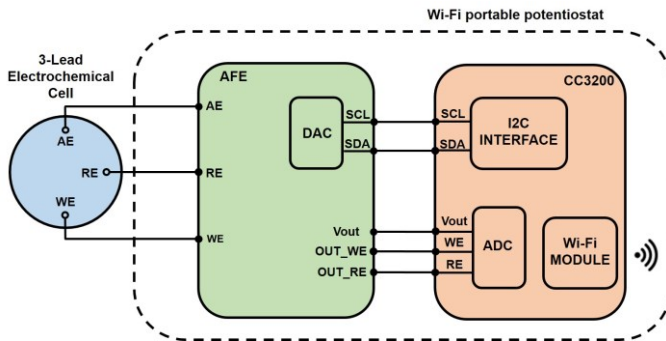 Wi-Fi portable potentiostat
3-Lead
Electrochemical
Cell
AE
RE
WE
AFE
AE
RE
WE
DAC
SCL
SDA
Vout
OUT_WE
OUT_RE
CC3200
SCL
SDA
I2C
INTERFACE
Vout
WE
RE
ADC
Wi-Fi
MODULE